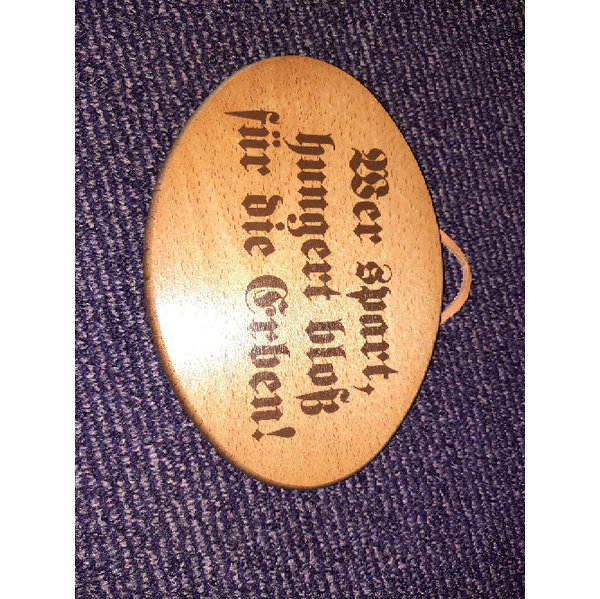 Wer spart,
hungert bloß
für die Erben!